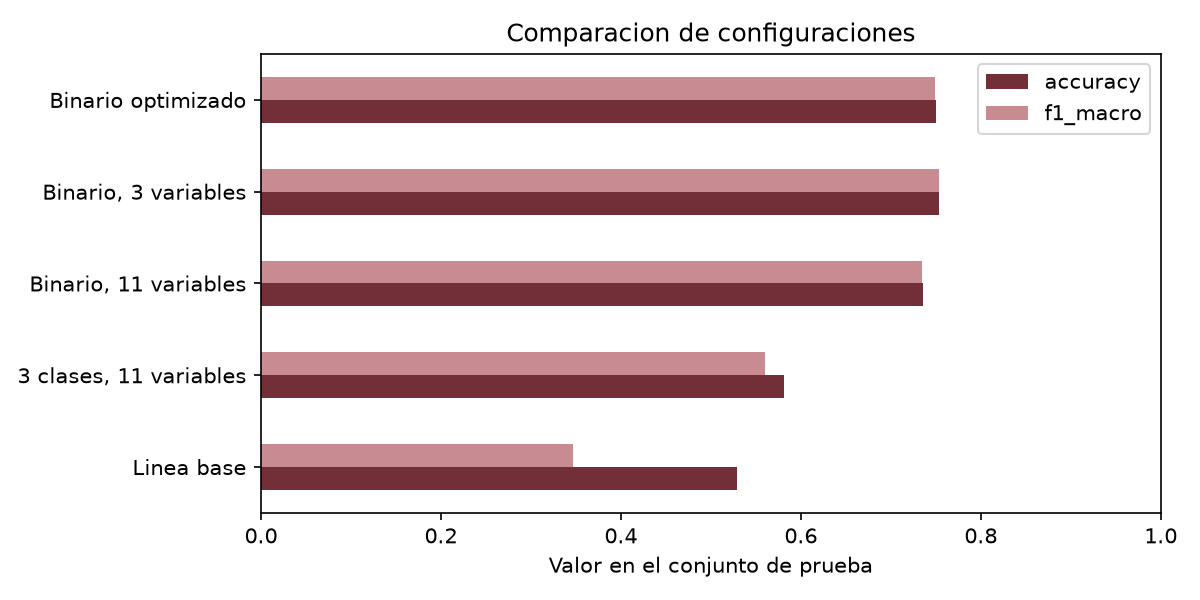 Comparacion de configuraciones
accuracy
f1_macro
Binario optimizado
Binario, 3 variables
Binario, 11 variables
3 clases, 11 variables
Linea base
0.0 0.2 0.4 0.6 0.8 1.0
Valor en el conjunto de prueba